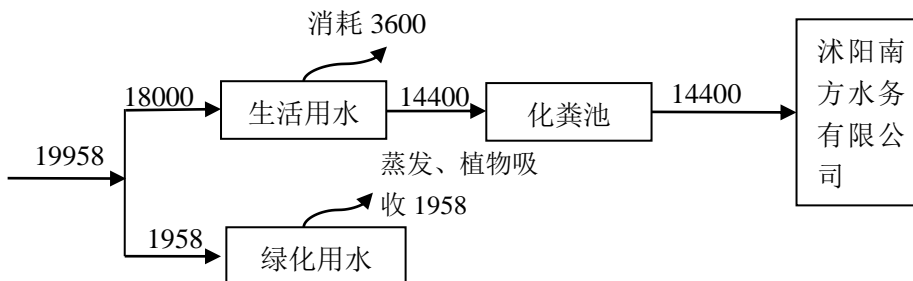 消耗 3600
沭阳南
方水务
有限公
司
18000
生活用水
14400
化粪池
14400
19958
蒸发、植物吸
收 1958
1958
绿化用水